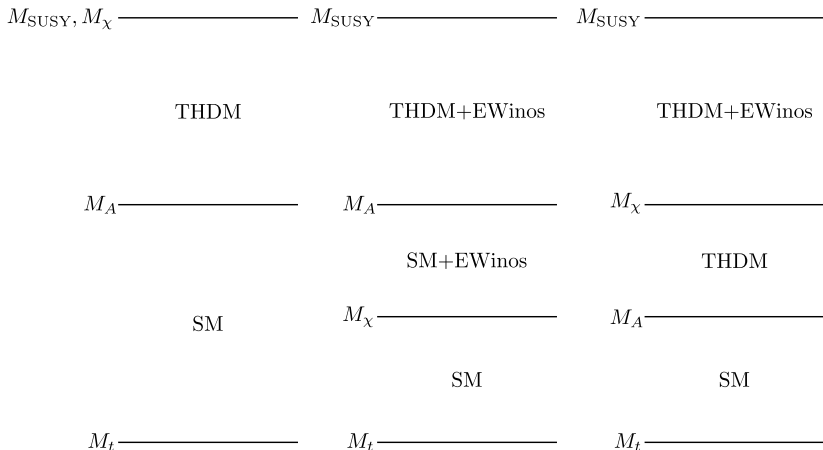 M_SUSY, M_χ
THDM
M_A
SM
M_t
M_SUSY
THDM+EWinos
M_A
SM+EWinos
M_χ
SM
M_t
M_SUSY
THDM+EWinos
M_χ
THDM
M_A
SM
M_t